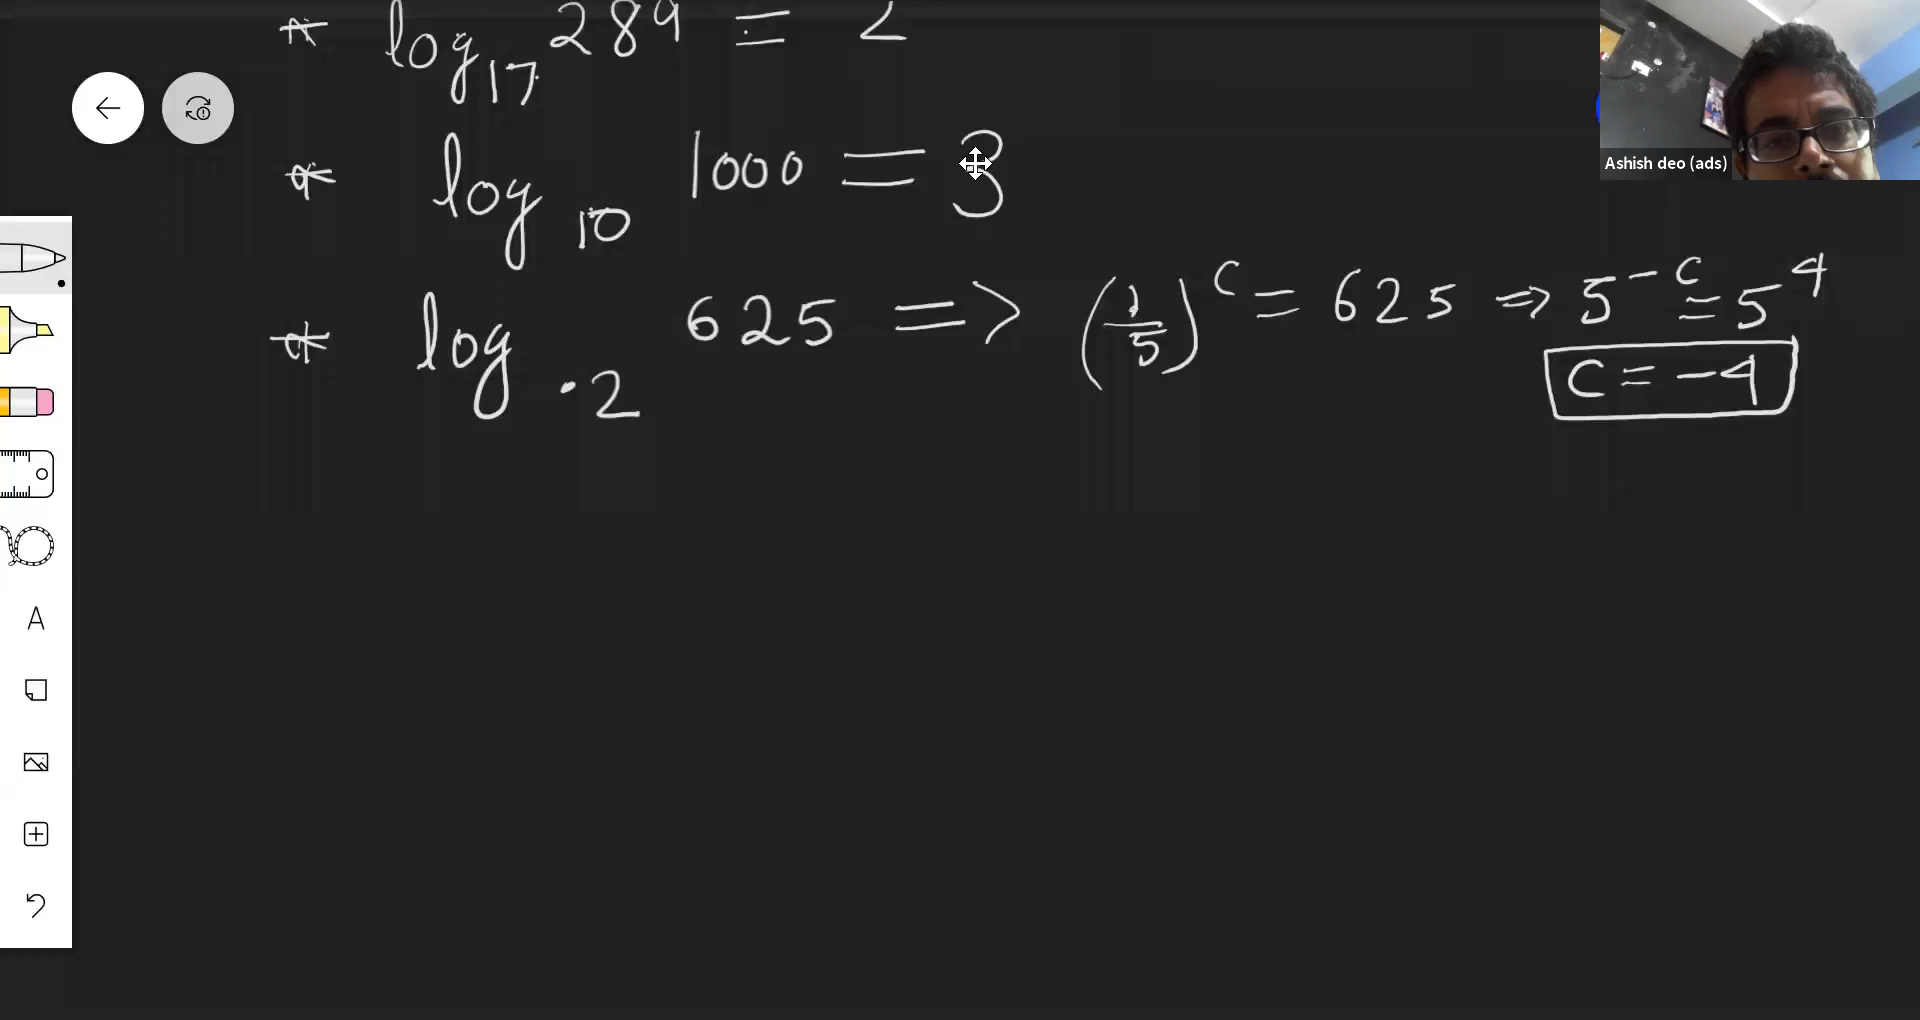 * log₁₇ 289 = 2
* log₁₀ 1000 = 3
Ashish deo (ads)
* log.₂ 625 => (1/5)^c = 625 => 5^-c = 5^4
c = -4
A